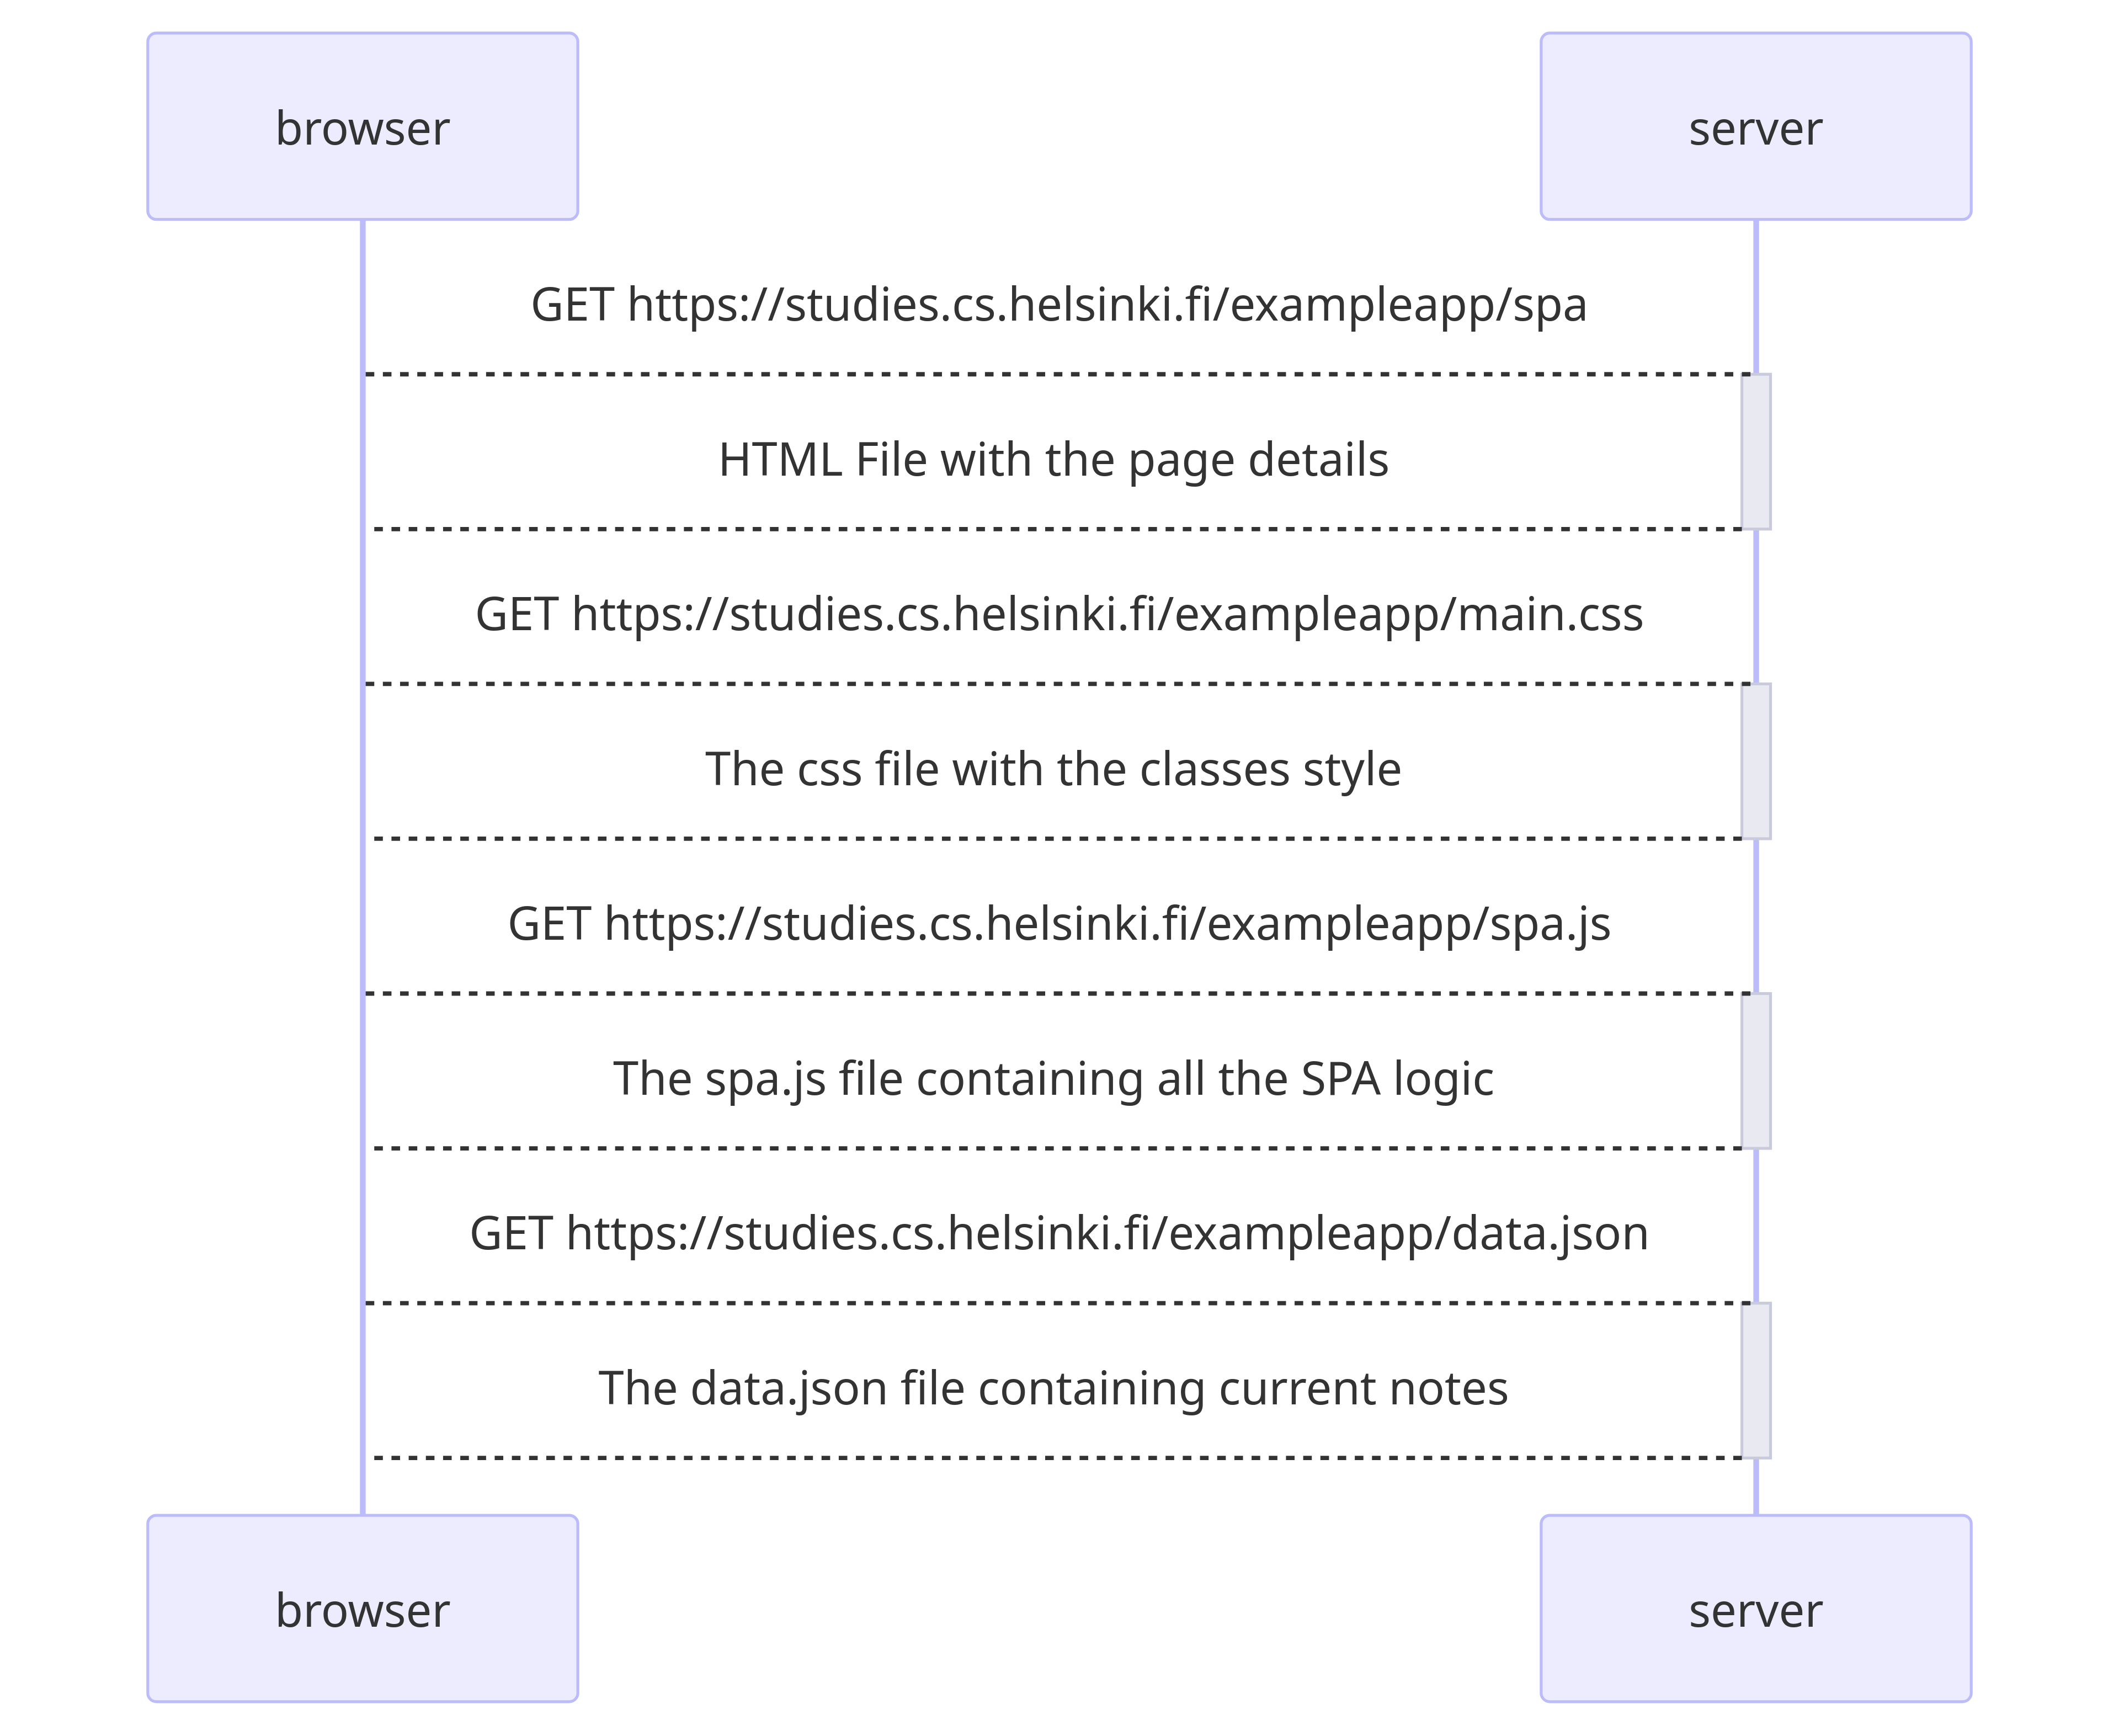 browser
server
GET https://studies.cs.helsinki.fi/exampleapp/spa
HTML File with the page details
GET https://studies.cs.helsinki.fi/exampleapp/main.css
The css file with the classes style
GET https://studies.cs.helsinki.fi/exampleapp/spa.js
The spa.js file containing all the SPA logic
GET https://studies.cs.helsinki.fi/exampleapp/data.json
The data.json file containing current notes
browser
server